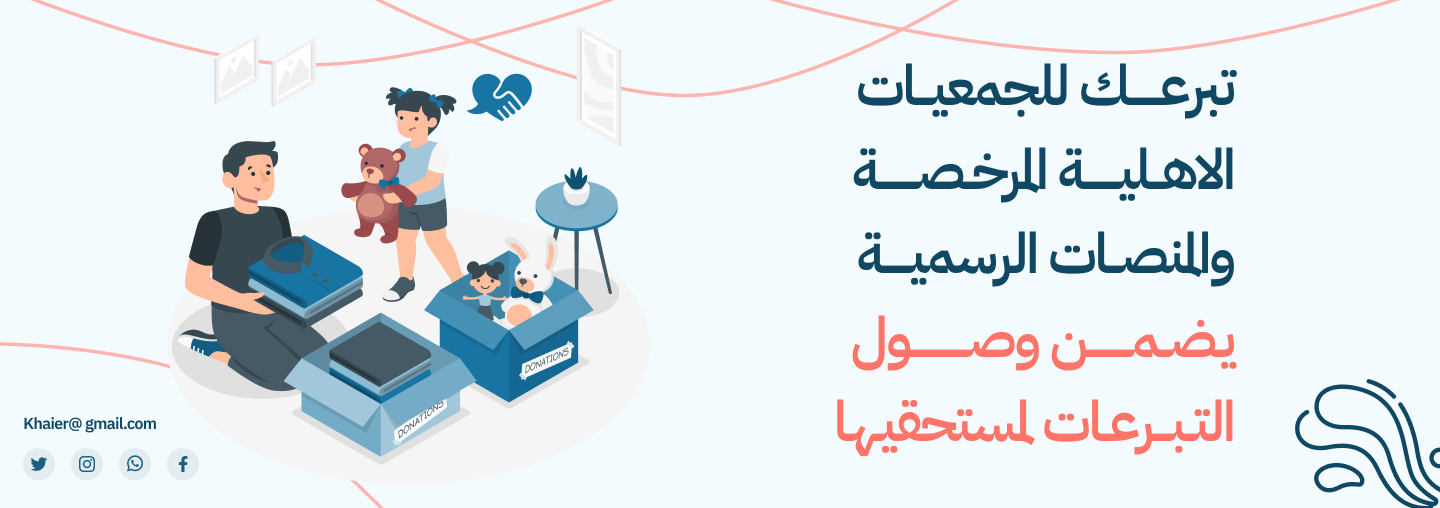 تبرعك للجمعيات
الاهلية المرخصة
والمنصات الرسمية
يضمن وصول
التبرعات لمستحقيها
DONATIONS
DONATIONS
Khaier@ gmail.com